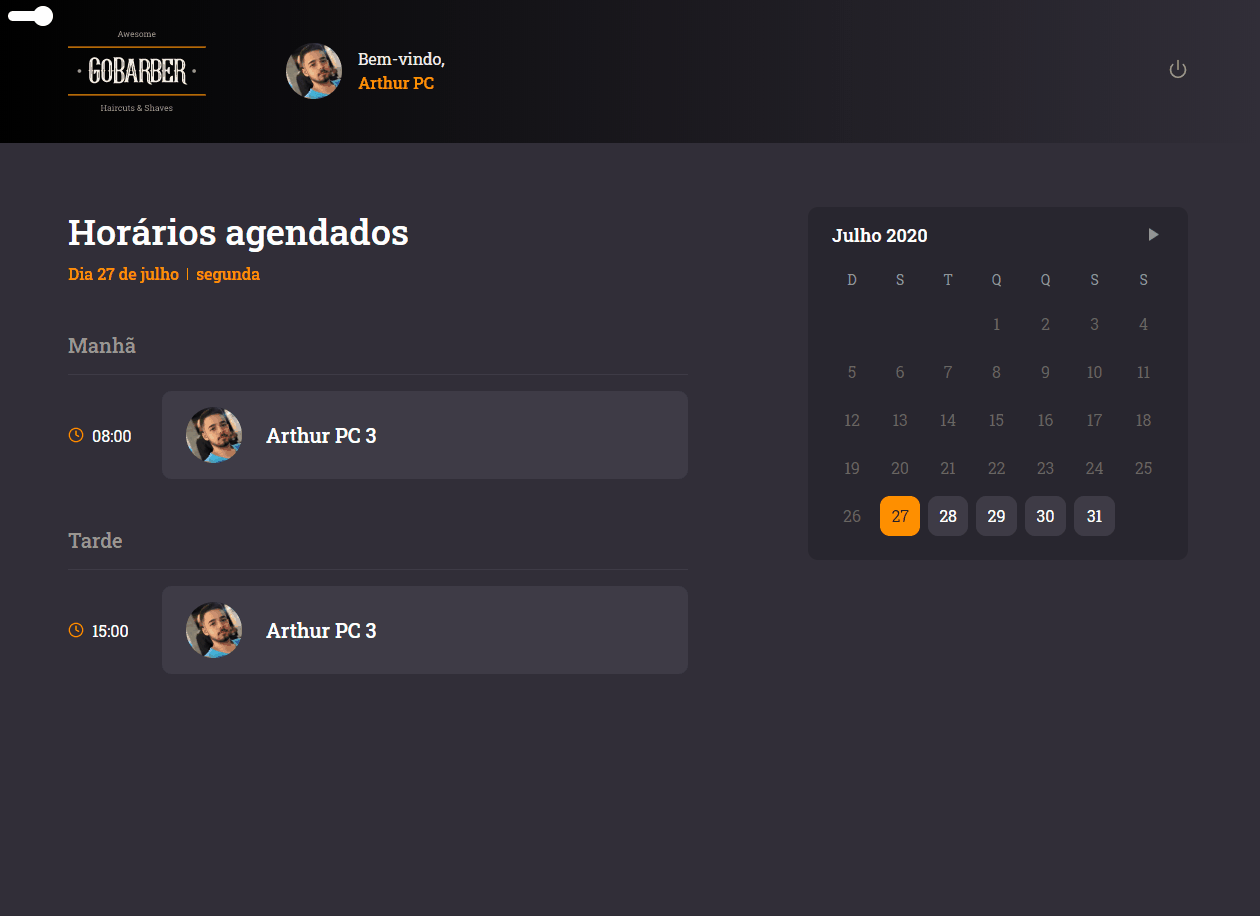 Awesome
· GOBARBER ·
Haircuts & Shaves
Bem-vindo,
Arthur PC
Horários agendados
Dia 27 de julho | segunda
Manhã
08:00 Arthur PC 3
Tarde
15:00 Arthur PC 3
Julho 2020
D S T Q Q S S
1 2 3 4
5 6 7 8 9 10 11
12 13 14 15 16 17 18
19 20 21 22 23 24 25
26 27 28 29 30 31